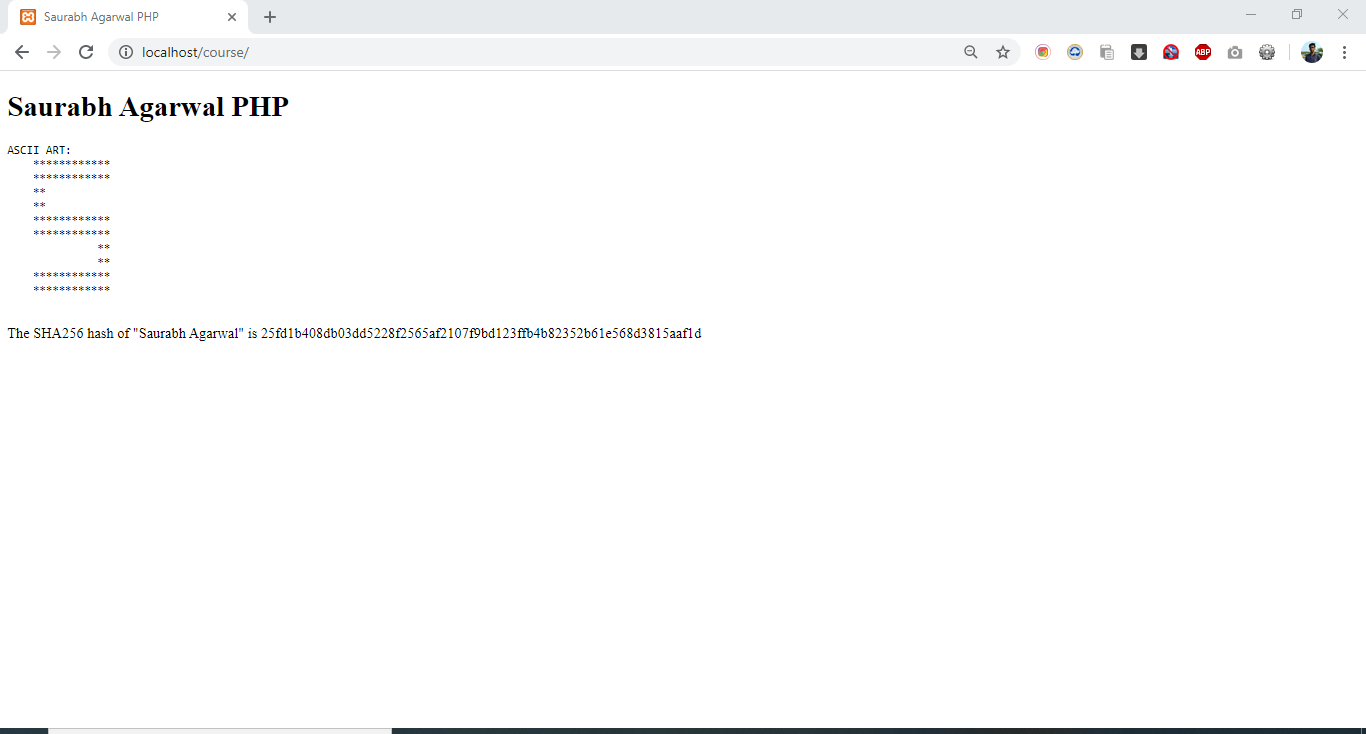 Saurabh Agarwal PHP
localhost/course/
ABP
Saurabh Agarwal PHP
ASCII ART:
    ************
    ************
    **
    **
    ************
    ************
              **
              **
    ************
    ************
The SHA256 hash of "Saurabh Agarwal" is 25fd1b408db03dd5228f2565af2107f9bd123ffb4b82352b61e568d3815aaf1d